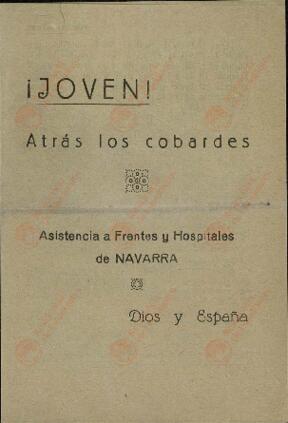 ¡JOVEN!
Atrás los cobardes
Asistencia a Frentes y Hospitales
de NAVARRA
Dios y España